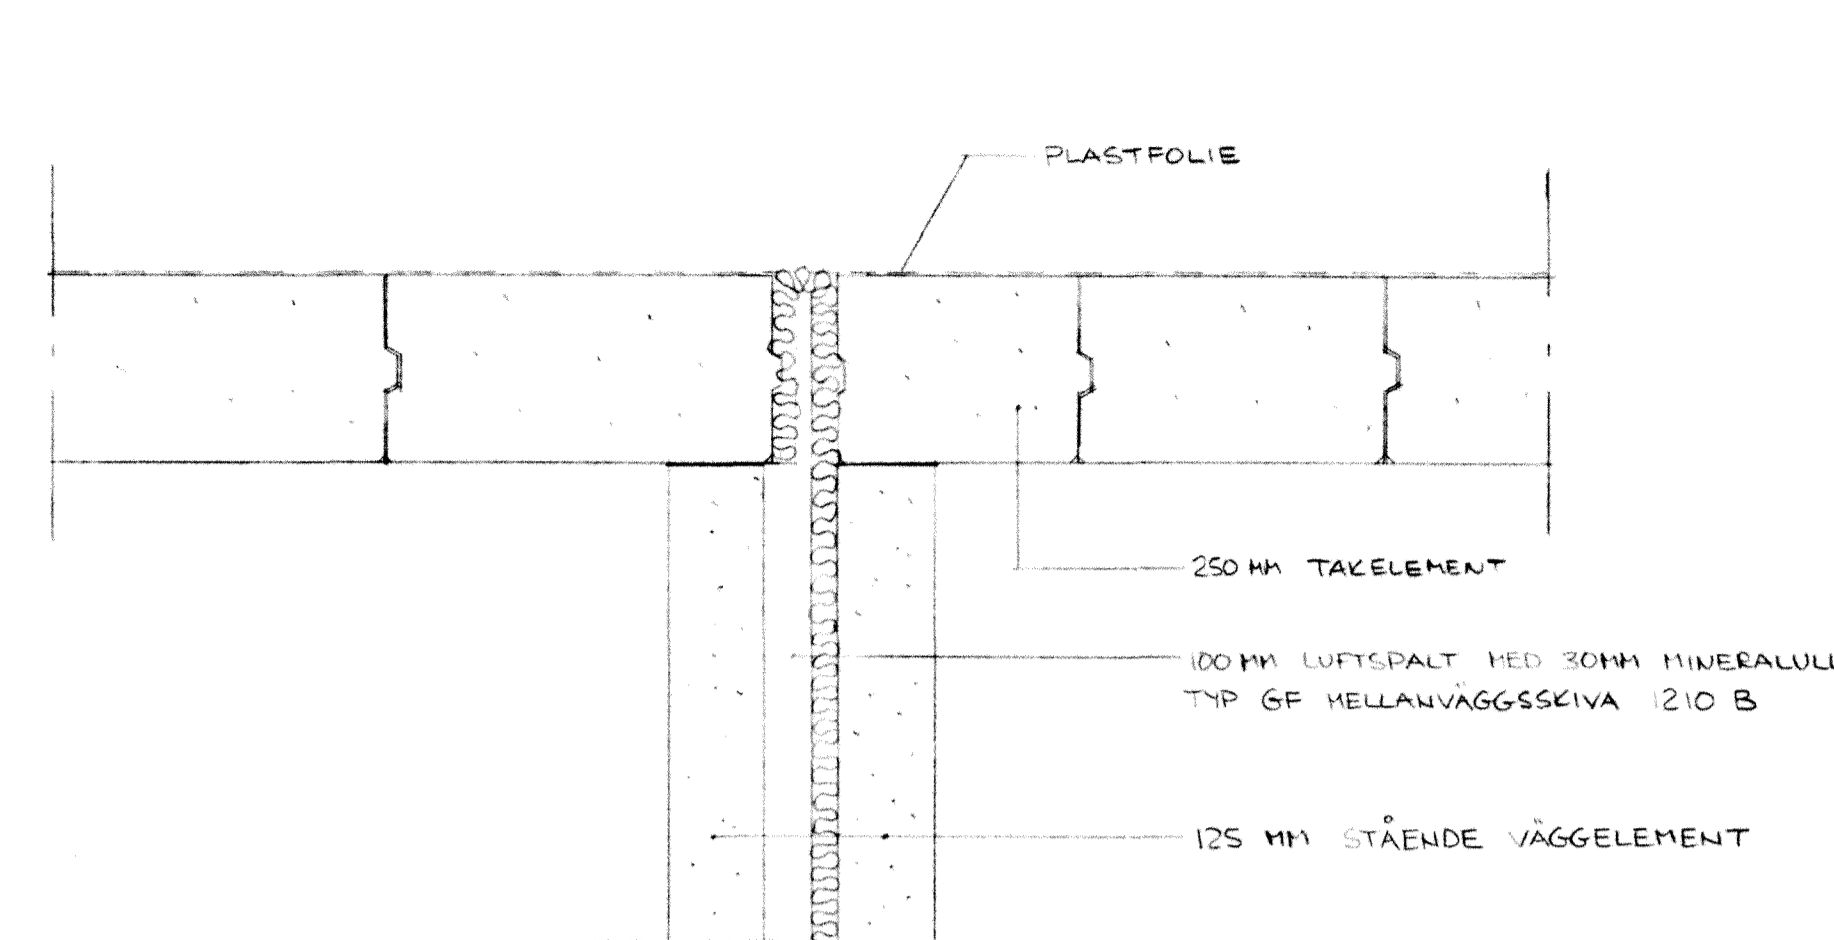 PLASTFOLIE
250 MM TAKELEMENT
100 MM LUFTSPALT MED 30MM MINERALULL
TYP GF MELLANVÄGGSSKIVA 1210 B
125 MM STÅENDE VÄGGELEMENT